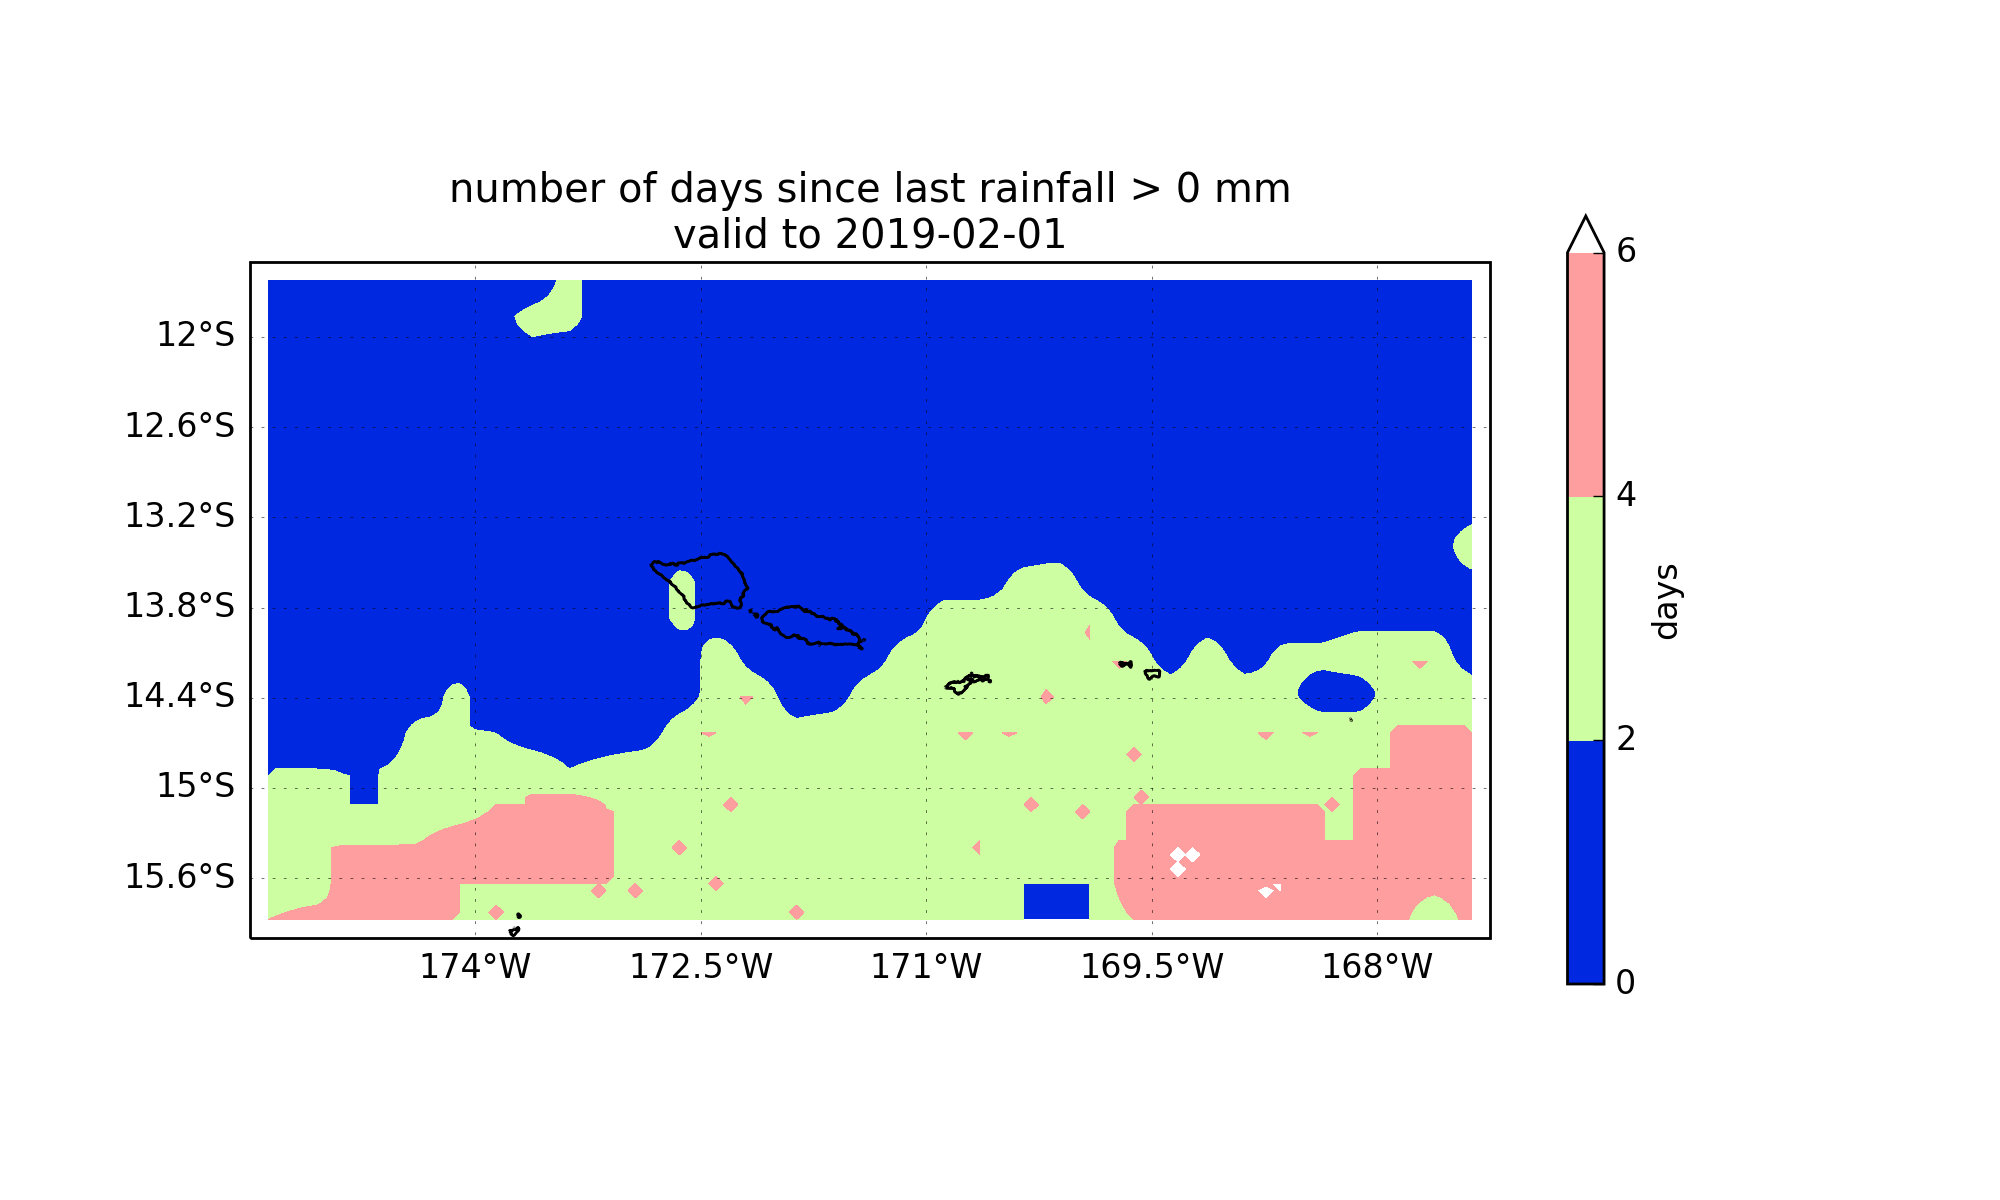 number of days since last rainfall > 0 mm
valid to 2019-02-01
12°S
12.6°S
13.2°S
13.8°S
14.4°S
15°S
15.6°S
174°W 172.5°W 171°W 169.5°W 168°W
6
4
2
0
days